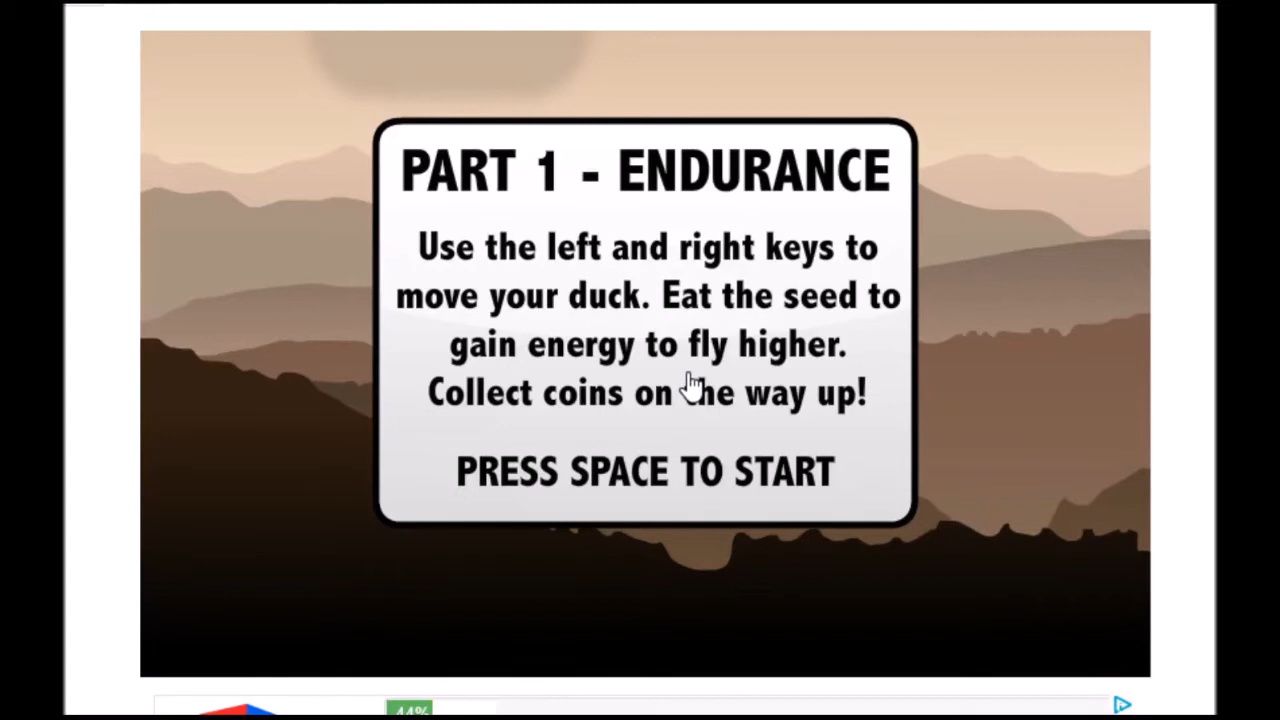 PART 1 - ENDURANCE
Use the left and right keys to
move your duck. Eat the seed to
gain energy to fly higher.
Collect coins on the way up!
PRESS SPACE TO START
44%